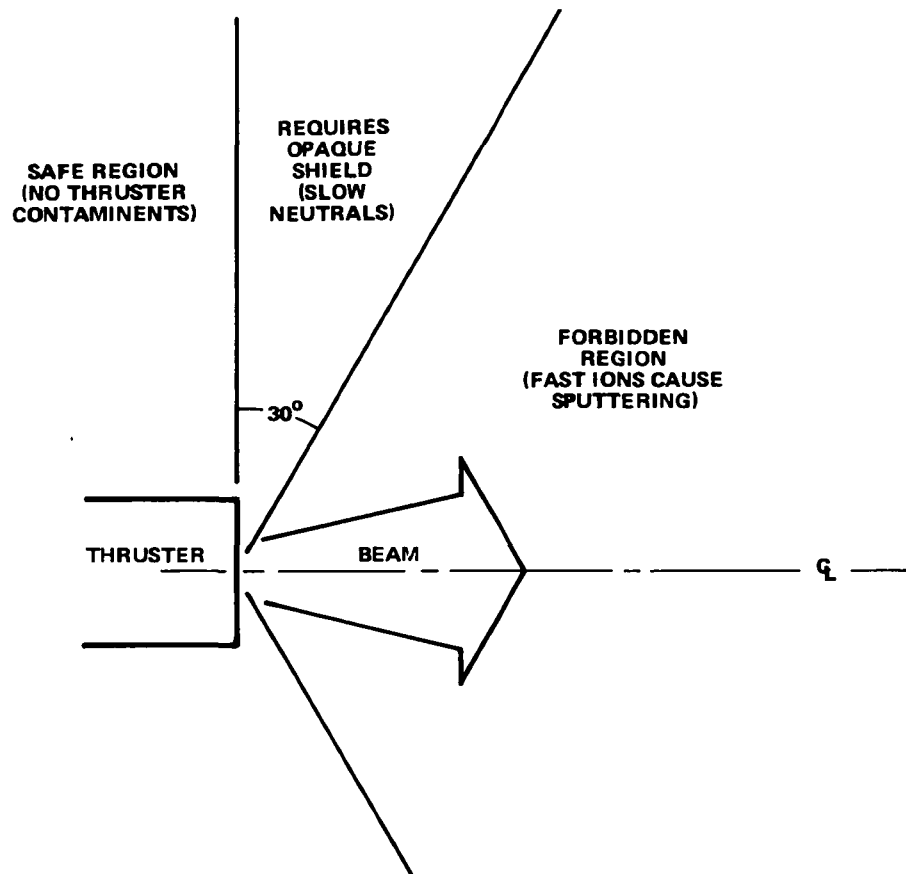 REQUIRES
OPAQUE
SHIELD
(SLOW
NEUTRALS)
SAFE REGION
(NO THRUSTER
CONTAMINENTS)
FORBIDDEN
REGION
(FAST IONS CAUSE
SPUTTERING)
30°
THRUSTER
BEAM
℄